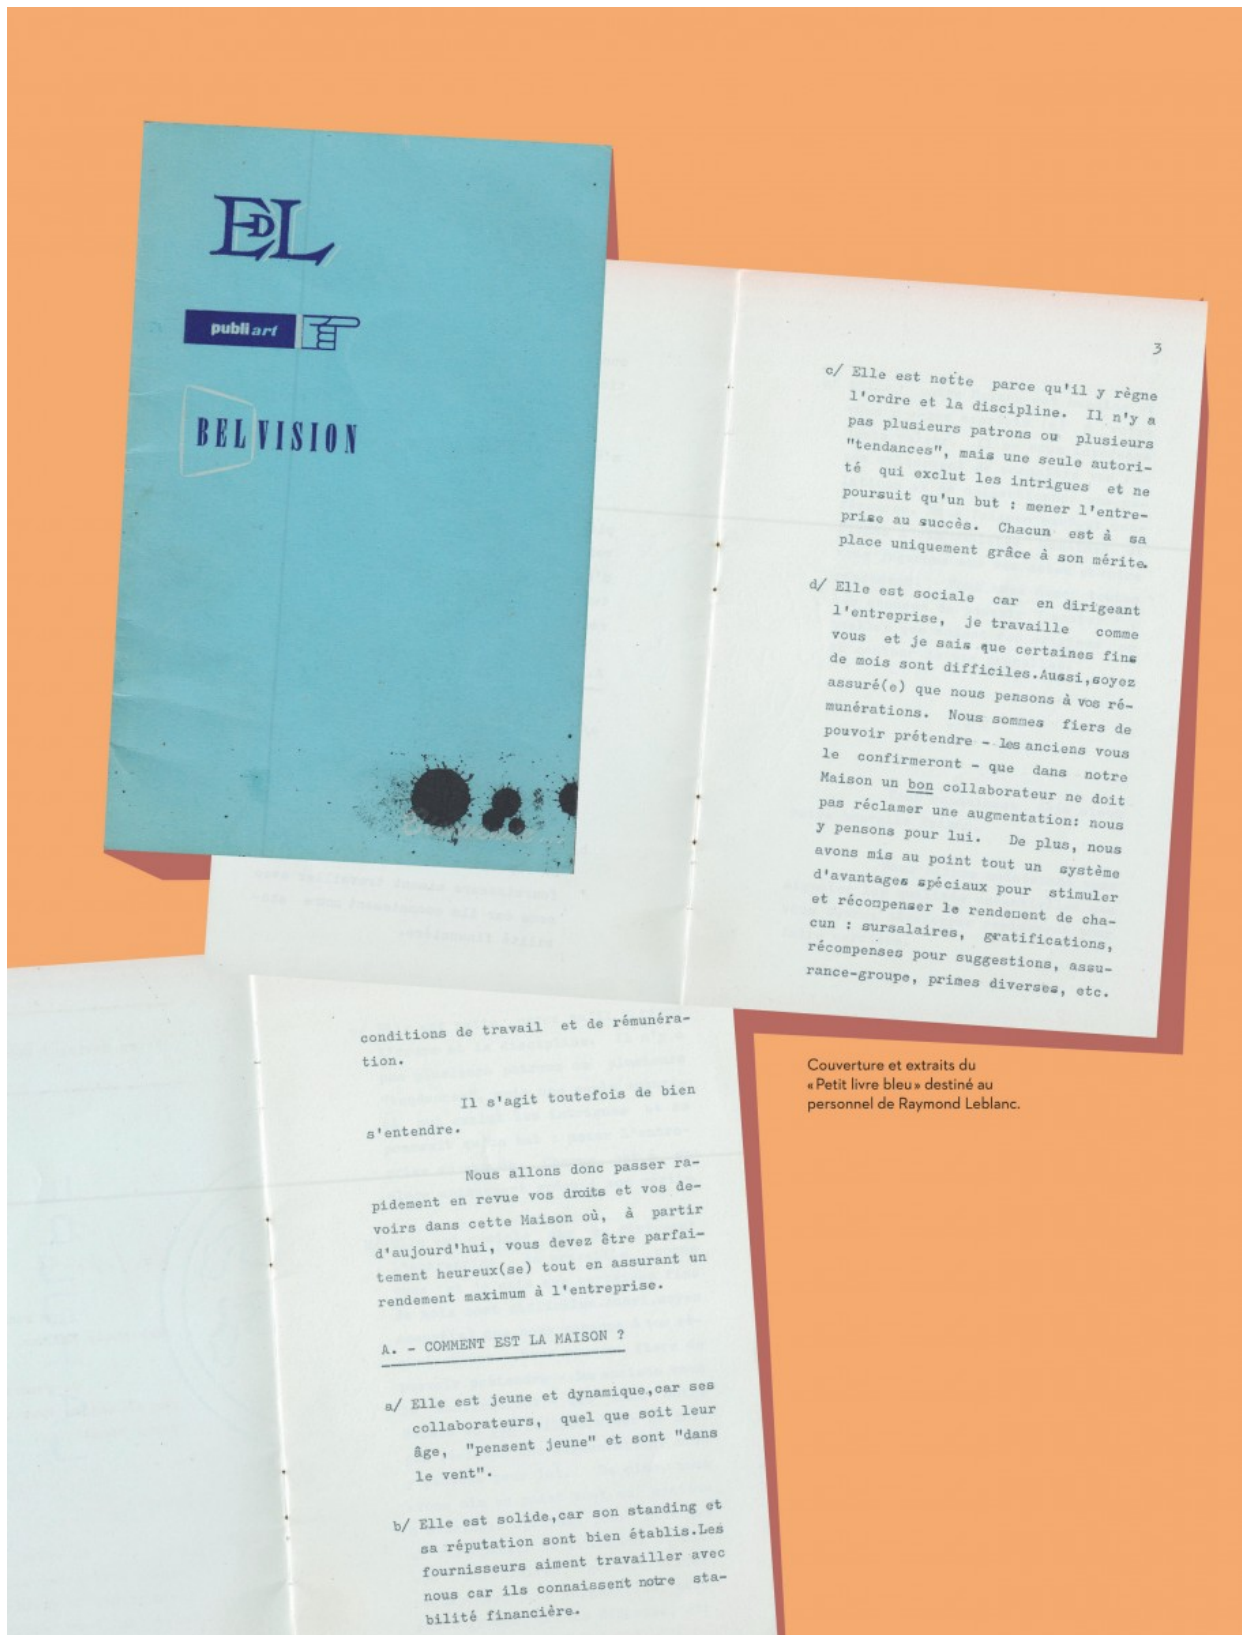 EDL
publiart
BELVISION
Bienvenue...
3
c/ Elle est nette parce qu'il y règne
l'ordre et la discipline. Il n'y a
pas plusieurs patrons ou plusieurs
"tendances", mais une seule autori-
té qui exclut les intrigues et ne
poursuit qu'un but : mener l'entre-
prise au succès. Chacun est à sa
place uniquement grâce à son mérite.
d/ Elle est sociale car en dirigeant
l'entreprise, je travaille comme
vous et je sais que certaines fins
de mois sont difficiles.Aussi,soyez
assuré(e) que nous pensons à vos ré-
munérations. Nous sommes fiers de
pouvoir prétendre - les anciens vous
le confirmeront - que dans notre
Maison un bon collaborateur ne doit
pas réclamer une augmentation: nous
y pensons pour lui. De plus, nous
avons mis au point tout un système
d'avantages spéciaux pour stimuler
et récompenser le rendement de cha-
cun : sursalaires, gratifications,
récompenses pour suggestions, assu-
rance-groupe, primes diverses, etc.
conditions de travail et de rémunéra-
tion.
Il s'agit toutefois de bien
s'entendre.
Nous allons donc passer ra-
pidement en revue vos droits et vos de-
voirs dans cette Maison où, à partir
d'aujourd'hui, vous devez être parfai-
tement heureux(se) tout en assurant un
rendement maximum à l'entreprise.
A. - COMMENT EST LA MAISON ?
a/ Elle est jeune et dynamique,car ses
collaborateurs, quel que soit leur
âge, "pensent jeune" et sont "dans
le vent".
b/ Elle est solide,car son standing et
sa réputation sont bien établis.Les
fournisseurs aiment travailler avec
nous car ils connaissent notre sta-
bilité financière.
Couverture et extraits du
« Petit livre bleu » destiné au
personnel de Raymond Leblanc.